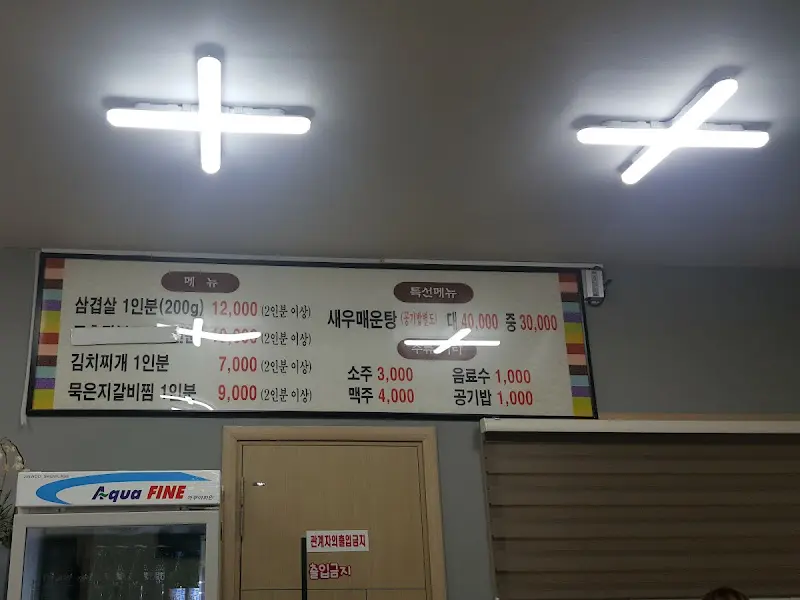 메 뉴
삼겹살 1인분(200g) 12,000 (2인분 이상)
(2인분 이상)
김치찌개 1인분 7,000 (2인분 이상)
묵은지갈비찜 1인분 9,000 (2인분 이상)
특선메뉴
새우매운탕 (공기밥별도) 대 40,000 중 30,000
소주 3,000 음료수 1,000
맥주 4,000 공기밥 1,000
Aqua FINE
관계자외출입금지
출입금지